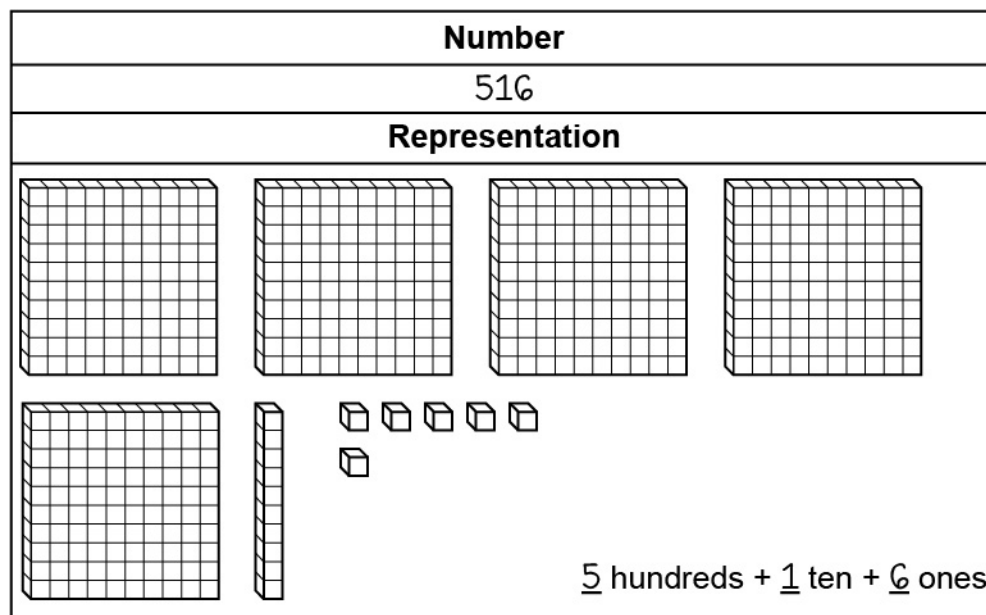 Number
516
Representation
5 hundreds + 1 ten + 6 ones